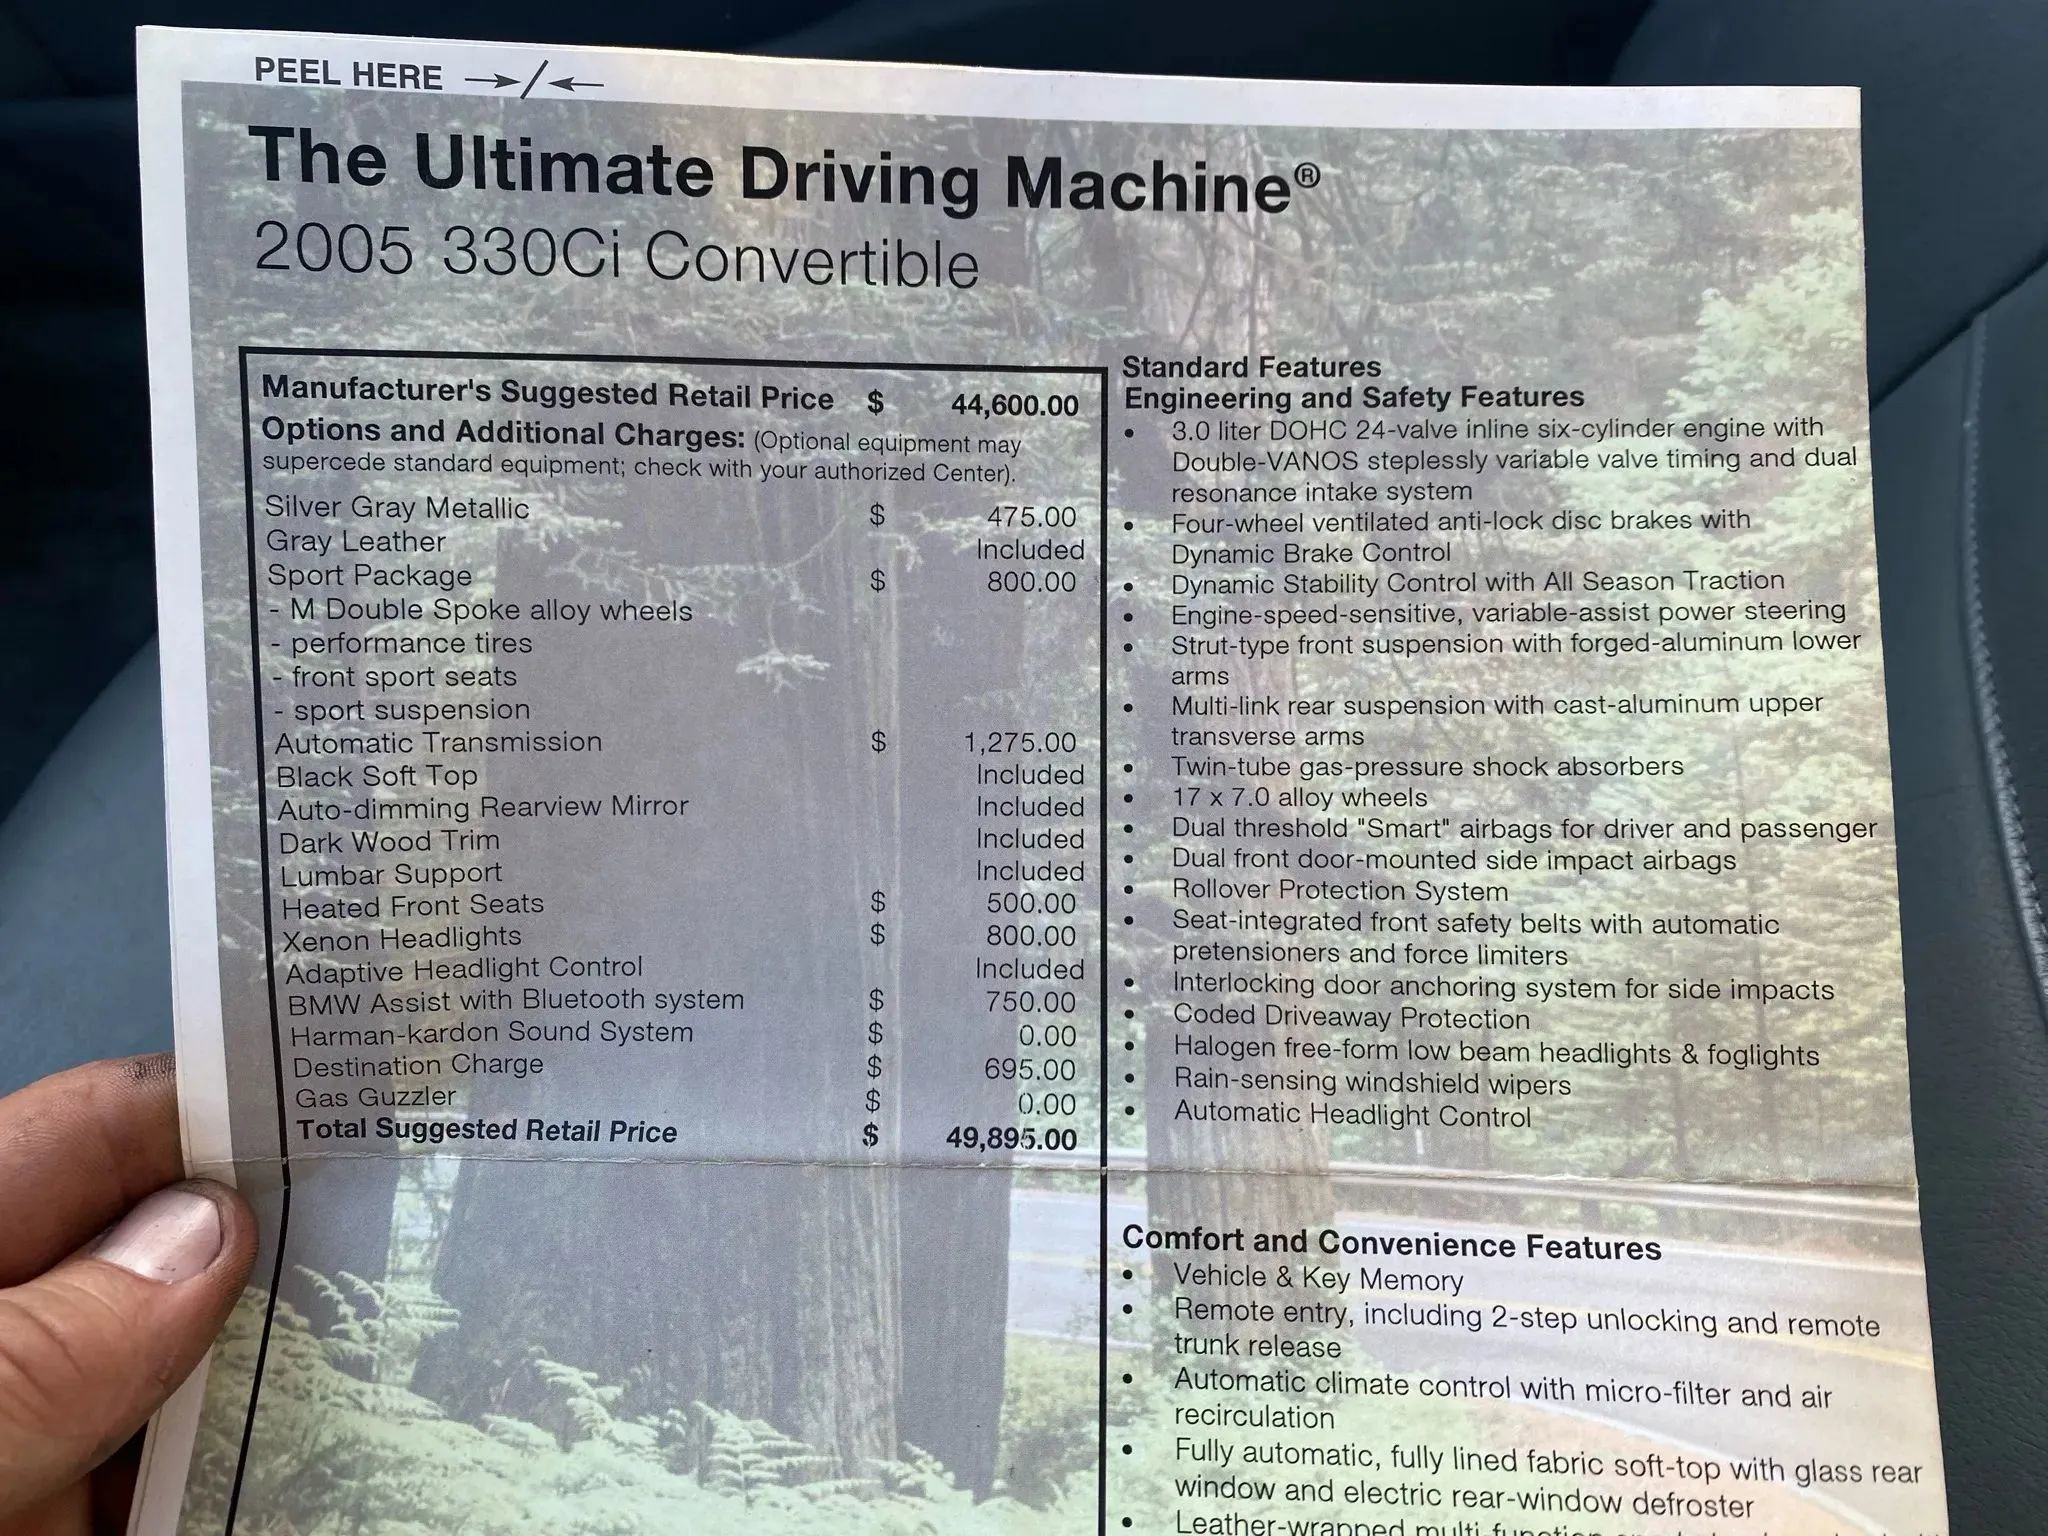 PEEL HERE →/←
The Ultimate Driving Machine®
2005 330Ci Convertible
Manufacturer's Suggested Retail Price $ 44,600.00
Options and Additional Charges: (Optional equipment may
supercede standard equipment; check with your authorized Center).
Silver Gray Metallic $ 475.00
Gray Leather Included
Sport Package $ 800.00
- M Double Spoke alloy wheels
- performance tires
- front sport seats
- sport suspension
Automatic Transmission $ 1,275.00
Black Soft Top Included
Auto-dimming Rearview Mirror Included
Dark Wood Trim Included
Lumbar Support Included
Heated Front Seats $ 500.00
Xenon Headlights $ 800.00
Adaptive Headlight Control Included
BMW Assist with Bluetooth system $ 750.00
Harman-kardon Sound System $ 0.00
Destination Charge $ 695.00
Gas Guzzler $ 0.00
Total Suggested Retail Price $ 49,895.00
Standard Features
Engineering and Safety Features
• 3.0 liter DOHC 24-valve inline six-cylinder engine with
Double-VANOS steplessly variable valve timing and dual
resonance intake system
• Four-wheel ventilated anti-lock disc brakes with
Dynamic Brake Control
• Dynamic Stability Control with All Season Traction
• Engine-speed-sensitive, variable-assist power steering
• Strut-type front suspension with forged-aluminum lower
arms
• Multi-link rear suspension with cast-aluminum upper
transverse arms
• Twin-tube gas-pressure shock absorbers
• 17 x 7.0 alloy wheels
• Dual threshold "Smart" airbags for driver and passenger
• Dual front door-mounted side impact airbags
• Rollover Protection System
• Seat-integrated front safety belts with automatic
pretensioners and force limiters
• Interlocking door anchoring system for side impacts
• Coded Driveaway Protection
• Halogen free-form low beam headlights & foglights
• Rain-sensing windshield wipers
• Automatic Headlight Control
Comfort and Convenience Features
• Vehicle & Key Memory
• Remote entry, including 2-step unlocking and remote
trunk release
• Automatic climate control with micro-filter and air
recirculation
• Fully automatic, fully lined fabric soft-top with glass rear
window and electric rear-window defroster
• Leather-wrapped multi-function